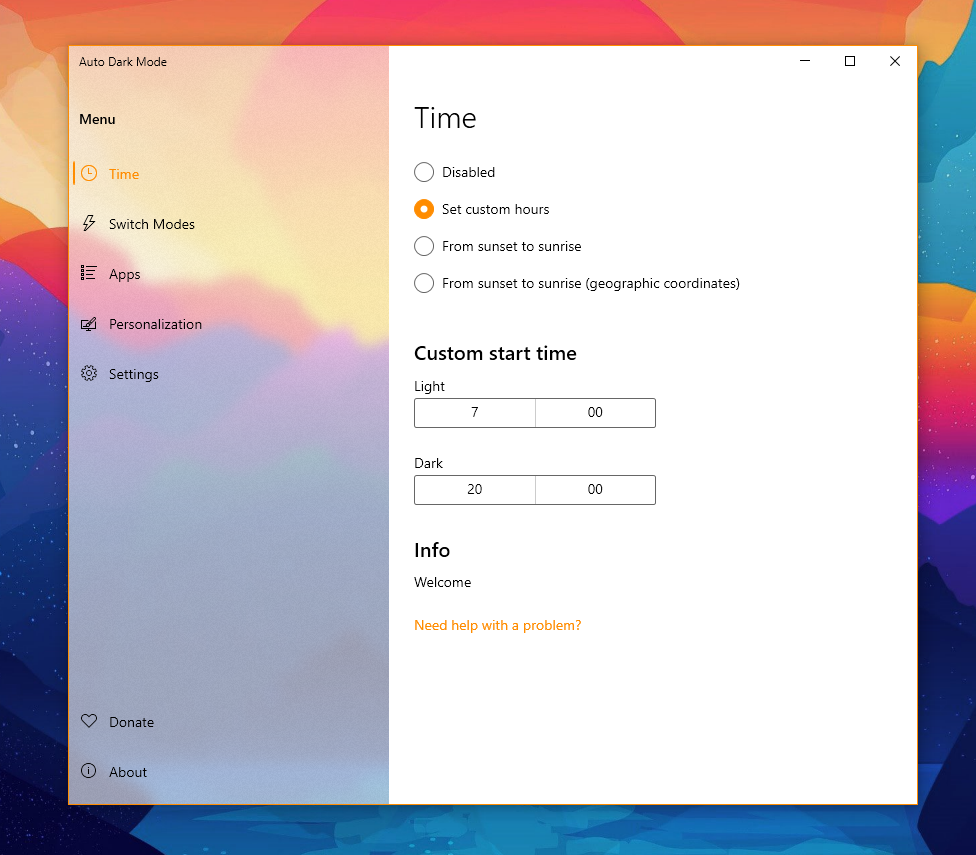 Auto Dark Mode
Menu
Time
Switch Modes
Apps
Personalization
Settings
Donate
About
Time
Disabled
Set custom hours
From sunset to sunrise
From sunset to sunrise (geographic coordinates)
Custom start time
Light
7 00
Dark
20 00
Info
Welcome
Need help with a problem?